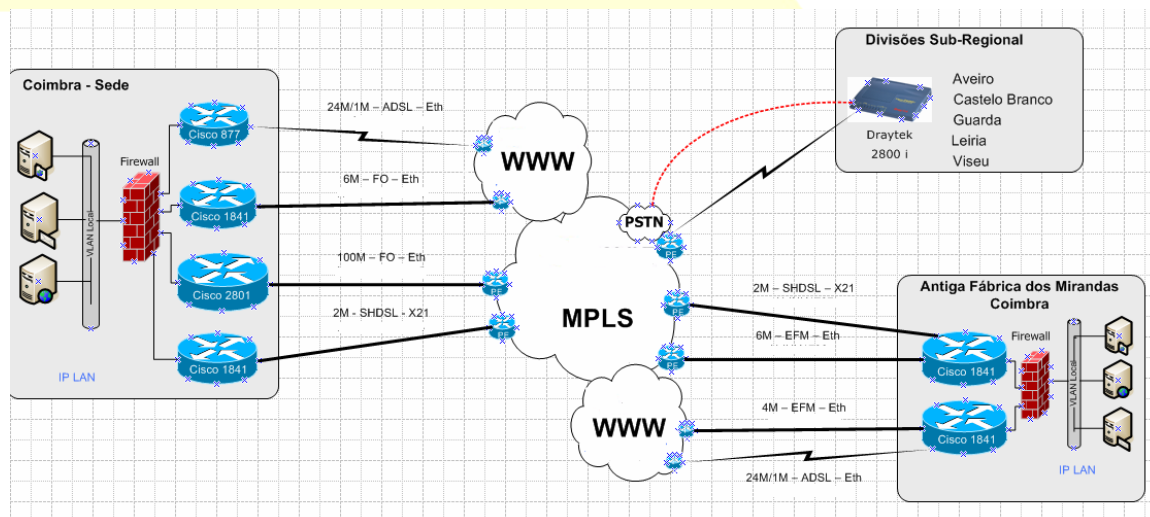 Coimbra - Sede
Firewall
VLAN Local
IP LAN
Cisco 877
Cisco 1841
Cisco 2801
Cisco 1841
24M/1M – ADSL – Eth
6M – FO – Eth
100M – FO – Eth
2M - SHDSL - X21
WWW
PSTN
PE
PE
PE
MPLS
PE
PE
WWW
Divisões Sub-Regional
Draytek
2800 i
Aveiro
Castelo Branco
Guarda
Leiria
Viseu
2M – SHDSL – X21
6M – EFM – Eth
4M – EFM – Eth
24M/1M – ADSL – Eth
Antiga Fábrica dos Mirandas
Coimbra
Cisco 1841
Cisco 1841
Firewall
VLAN Local
IP LAN